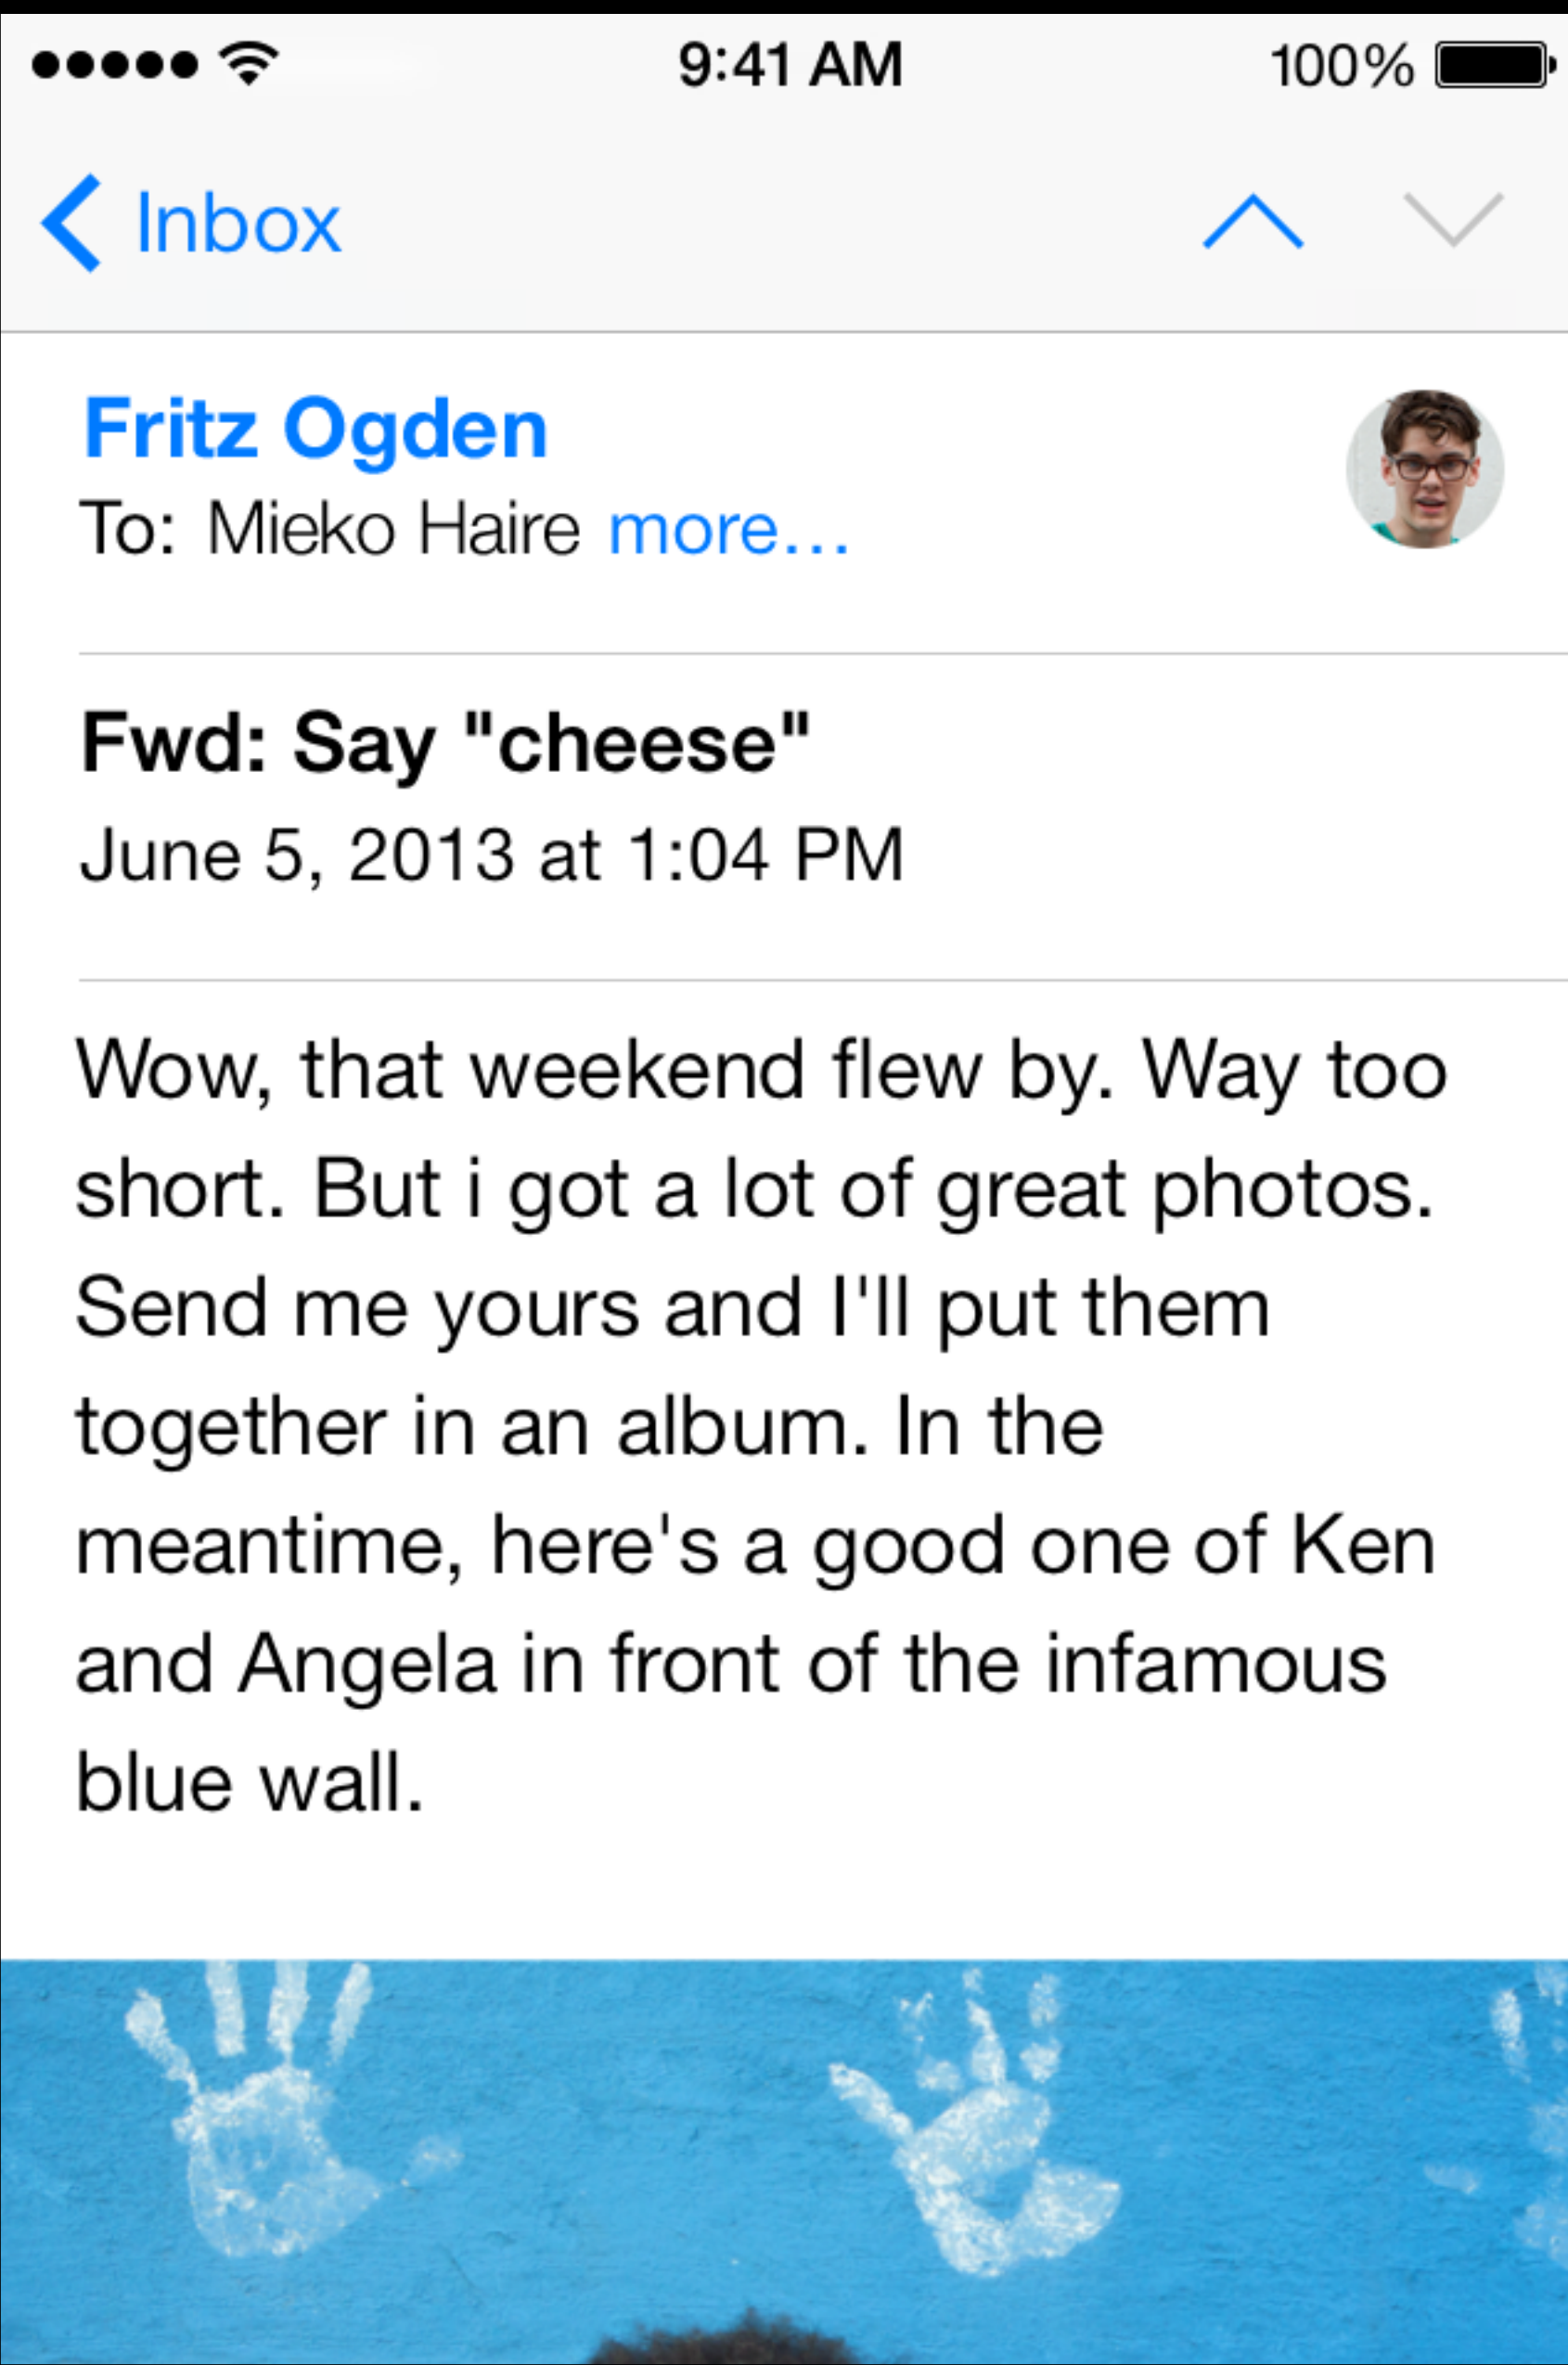 9:41 AM 100%
Inbox
Fritz Ogden
To: Mieko Haire more...
Fwd: Say "cheese"
June 5, 2013 at 1:04 PM
Wow, that weekend flew by. Way too
short. But i got a lot of great photos.
Send me yours and I'll put them
together in an album. In the
meantime, here's a good one of Ken
and Angela in front of the infamous
blue wall.